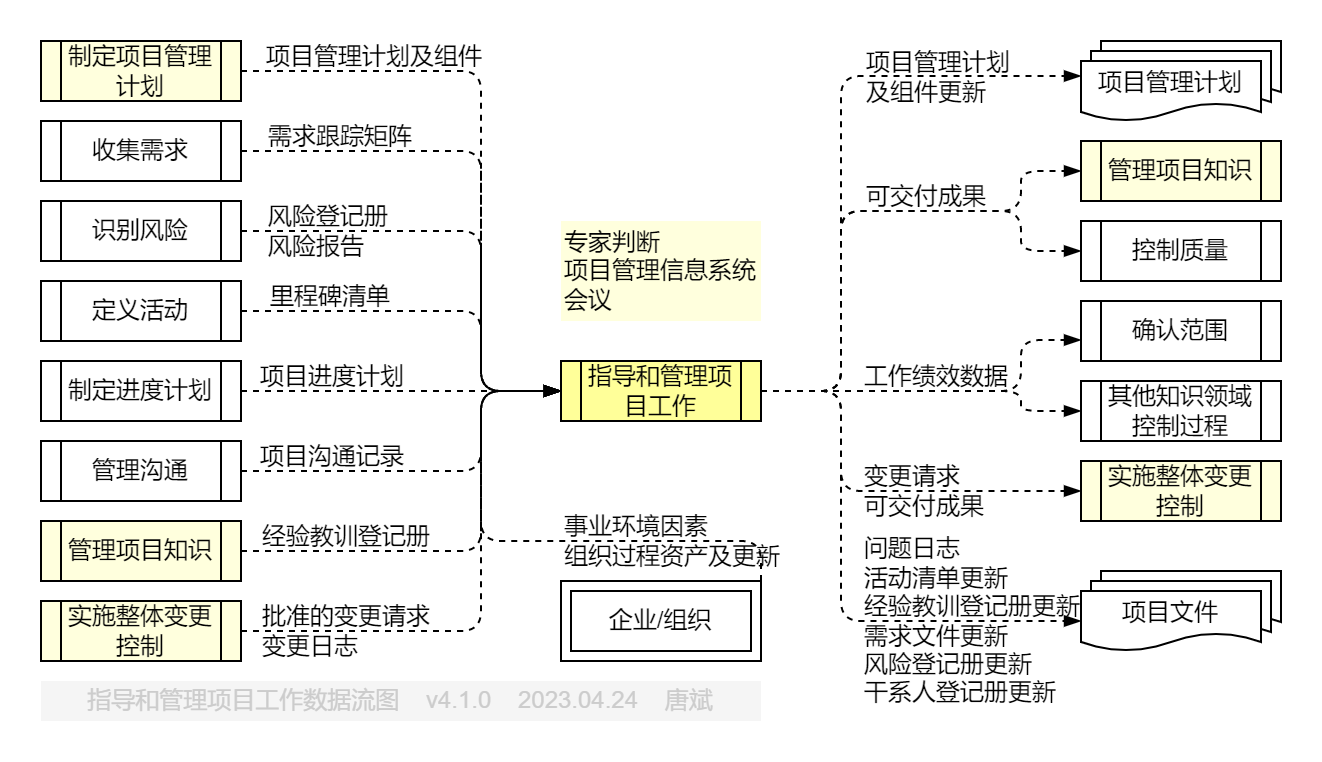 制定项目管理
计划
项目管理计划及组件
收集需求
需求跟踪矩阵
识别风险
风险登记册
风险报告
定义活动
里程碑清单
制定进度计划
项目进度计划
管理沟通
项目沟通记录
管理项目知识
经验教训登记册
实施整体变更
控制
批准的变更请求
变更日志
专家判断
项目管理信息系统
会议
指导和管理项
目工作
事业环境因素
组织过程资产及更新
企业/组织
项目管理计划
及组件更新
项目管理计划
可交付成果
管理项目知识
控制质量
工作绩效数据
确认范围
其他知识领域
控制过程
变更请求
可交付成果
实施整体变更
控制
问题日志
活动清单更新
经验教训登记册更新
需求文件更新
风险登记册更新
干系人登记册更新
项目文件
指导和管理项目工作数据流图 v4.1.0 2023.04.24 唐斌